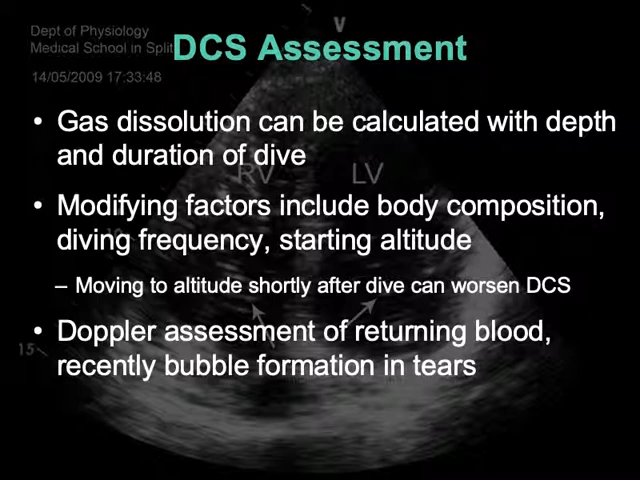 Dept of Physiology
Medical School in Split
14/05/2009 17:33:48
V
DCS Assessment
• Gas dissolution can be calculated with depth
and duration of dive
RV LV
• Modifying factors include body composition,
diving frequency, starting altitude
– Moving to altitude shortly after dive can worsen DCS
• Doppler assessment of returning blood,
15
recently bubble formation in tears